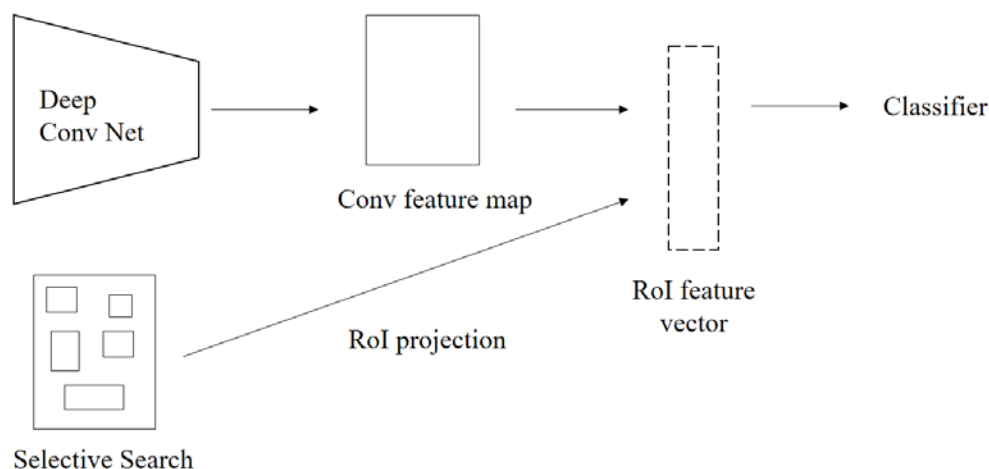 Deep
Conv Net
Conv feature map
Classifier
RoI feature
vector
RoI projection
Selective Search